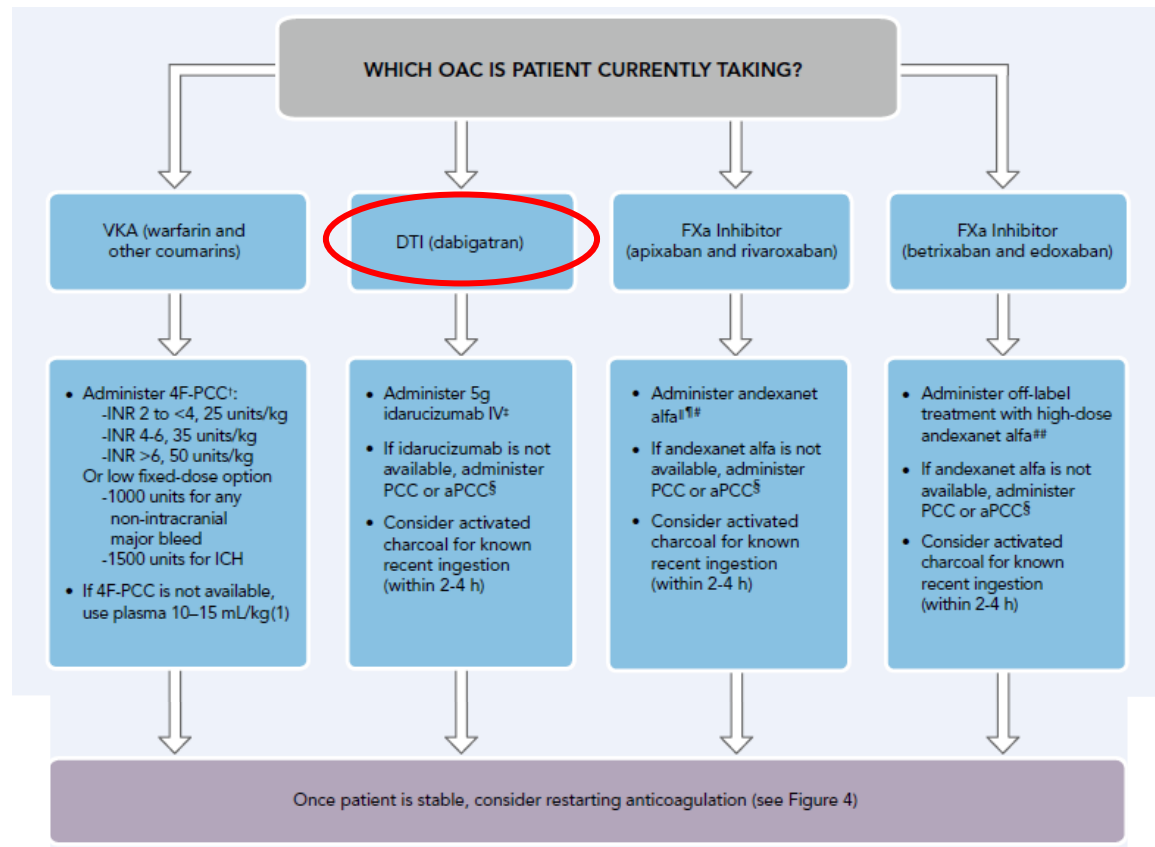 WHICH OAC IS PATIENT CURRENTLY TAKING?
VKA (warfarin and
other coumarins)
DTI (dabigatran)
FXa Inhibitor
(apixaban and rivaroxaban)
FXa Inhibitor
(betrixaban and edoxaban)
• Administer 4F-PCC†:
-INR 2 to <4, 25 units/kg
-INR 4-6, 35 units/kg
-INR >6, 50 units/kg
Or low fixed-dose option
-1000 units for any
non-intracranial
major bleed
-1500 units for ICH
• If 4F-PCC is not available,
use plasma 10–15 mL/kg(1)
• Administer 5g
idarucizumab IV‡
• If idarucizumab is not
available, administer
PCC or aPCC§
• Consider activated
charcoal for known
recent ingestion
(within 2-4 h)
• Administer andexanet
alfa‖¶#
• If andexanet alfa is not
available, administer
PCC or aPCC§
• Consider activated
charcoal for known
recent ingestion
(within 2-4 h)
• Administer off-label
treatment with high-dose
andexanet alfa##
• If andexanet alfa is not
available, administer
PCC or aPCC§
• Consider activated
charcoal for known
recent ingestion
(within 2-4 h)
Once patient is stable, consider restarting anticoagulation (see Figure 4)